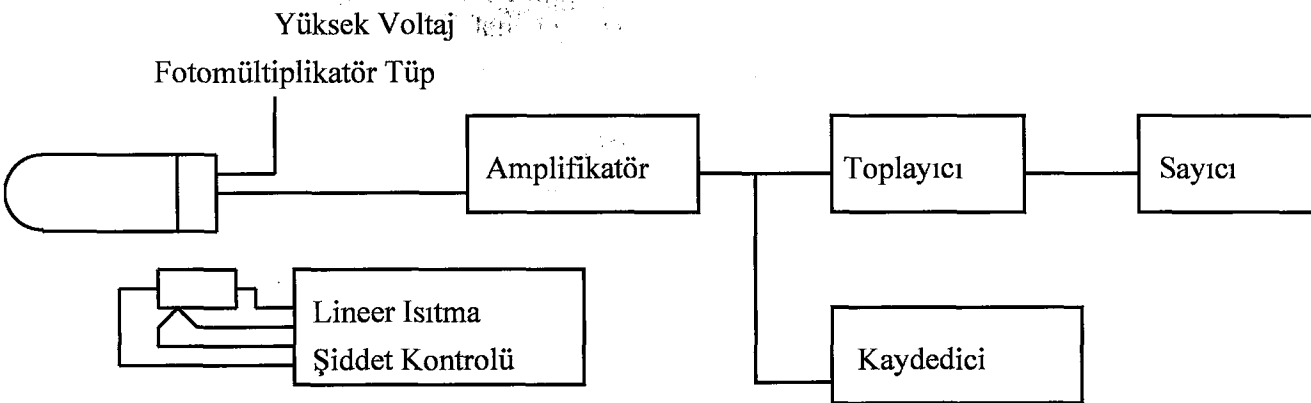 Yüksek Voltaj
Fotomültiplikatör Tüp
Amplifikatör
Toplayıcı
Sayıcı
Lineer Isıtma
Şiddet Kontrolü
Kaydedici